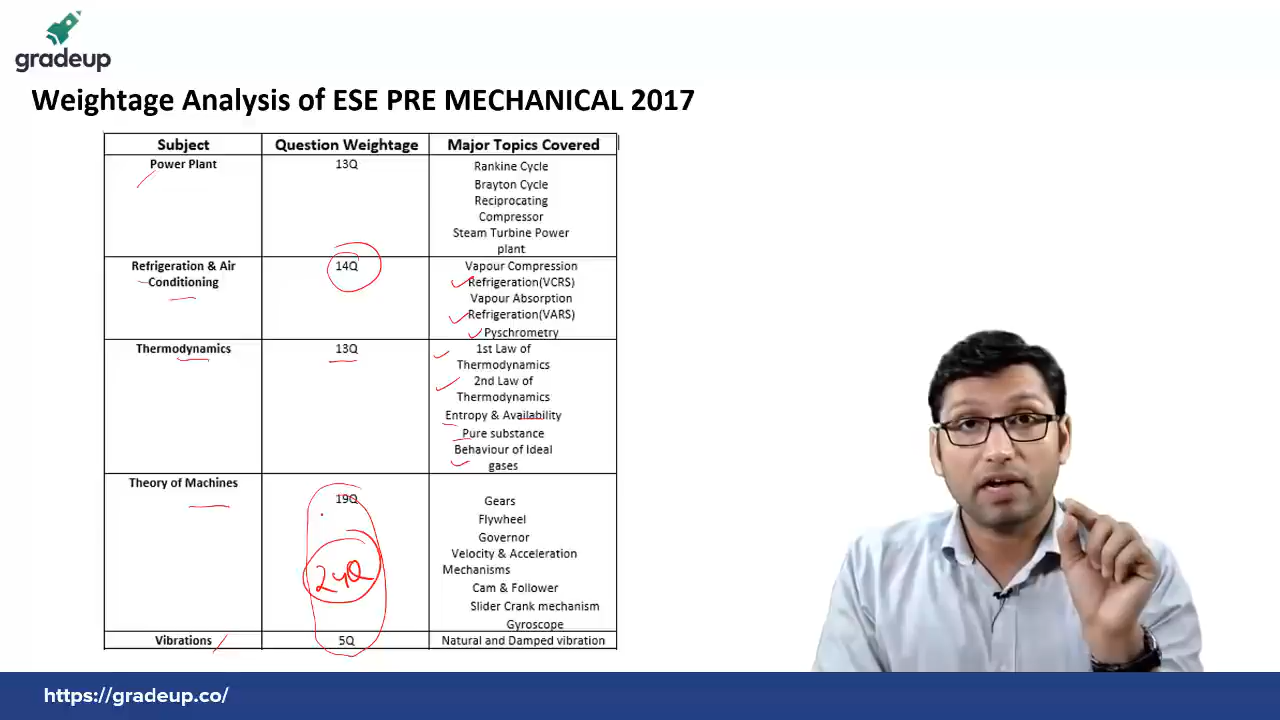 gradeup
Weightage Analysis of ESE PRE MECHANICAL 2017
Subject Question Weightage Major Topics Covered
Power Plant 13Q Rankine Cycle
Brayton Cycle
Reciprocating
Compressor
Steam Turbine Power
plant
Refrigeration & Air 14Q Vapour Compression
Conditioning Refrigeration(VCRS)
Vapour Absorption
Refrigeration(VARS)
Pyschrometry
Thermodynamics 13Q 1st Law of
Thermodynamics
2nd Law of
Thermodynamics
Entropy & Availability
Pure substance
Behaviour of Ideal
gases
Theory of Machines
19Q Gears
Flywheel
Governor
Velocity & Acceleration
Mechanisms
24Q
Cam & Follower
Slider Crank mechanism
Gyroscope
Vibrations 5Q Natural and Damped vibration
https://gradeup.co/